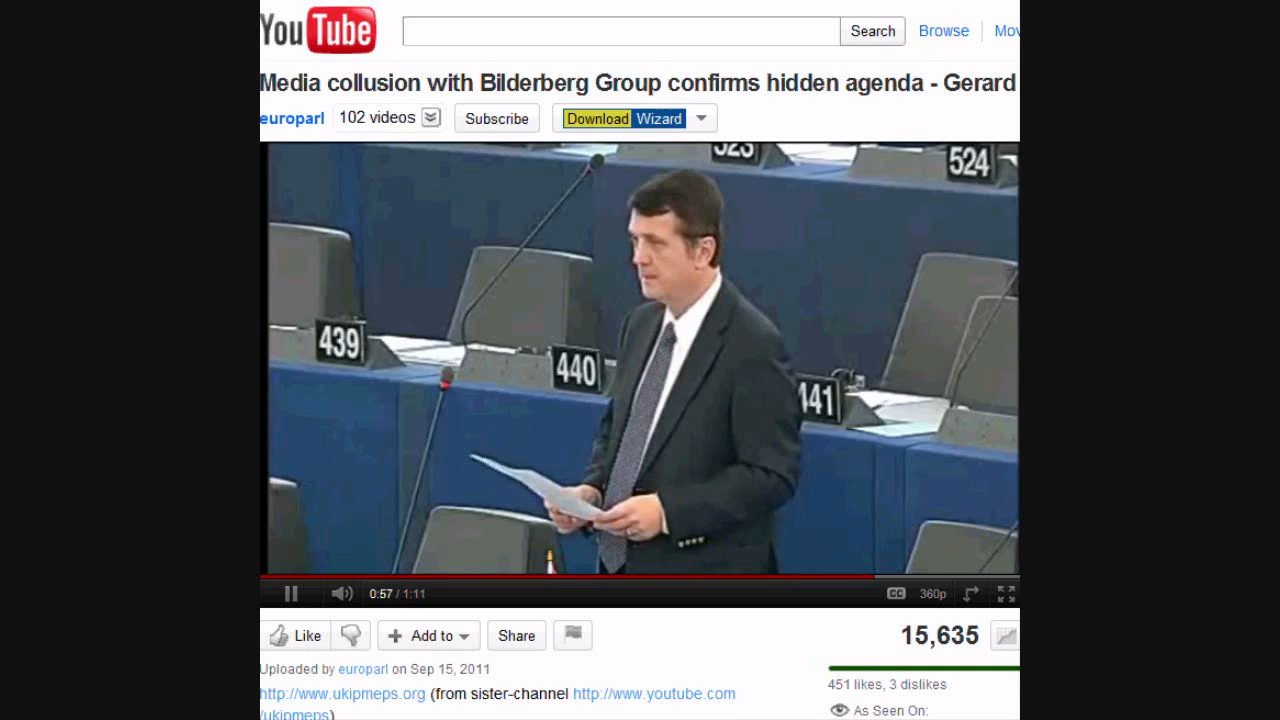 YouTube
Search
Browse
Mov
Media collusion with Bilderberg Group confirms hidden agenda - Gerard
europarl
102 videos
Subscribe
Download Wizard
523
524
439
440
441
0:57 / 1:11
CC
360p
Like
Add to
Share
15,635
Uploaded by europarl on Sep 15, 2011
451 likes, 3 dislikes
http://www.ukipmeps.org (from sister-channel http://www.youtube.com
/ukipmeps)
As Seen On: